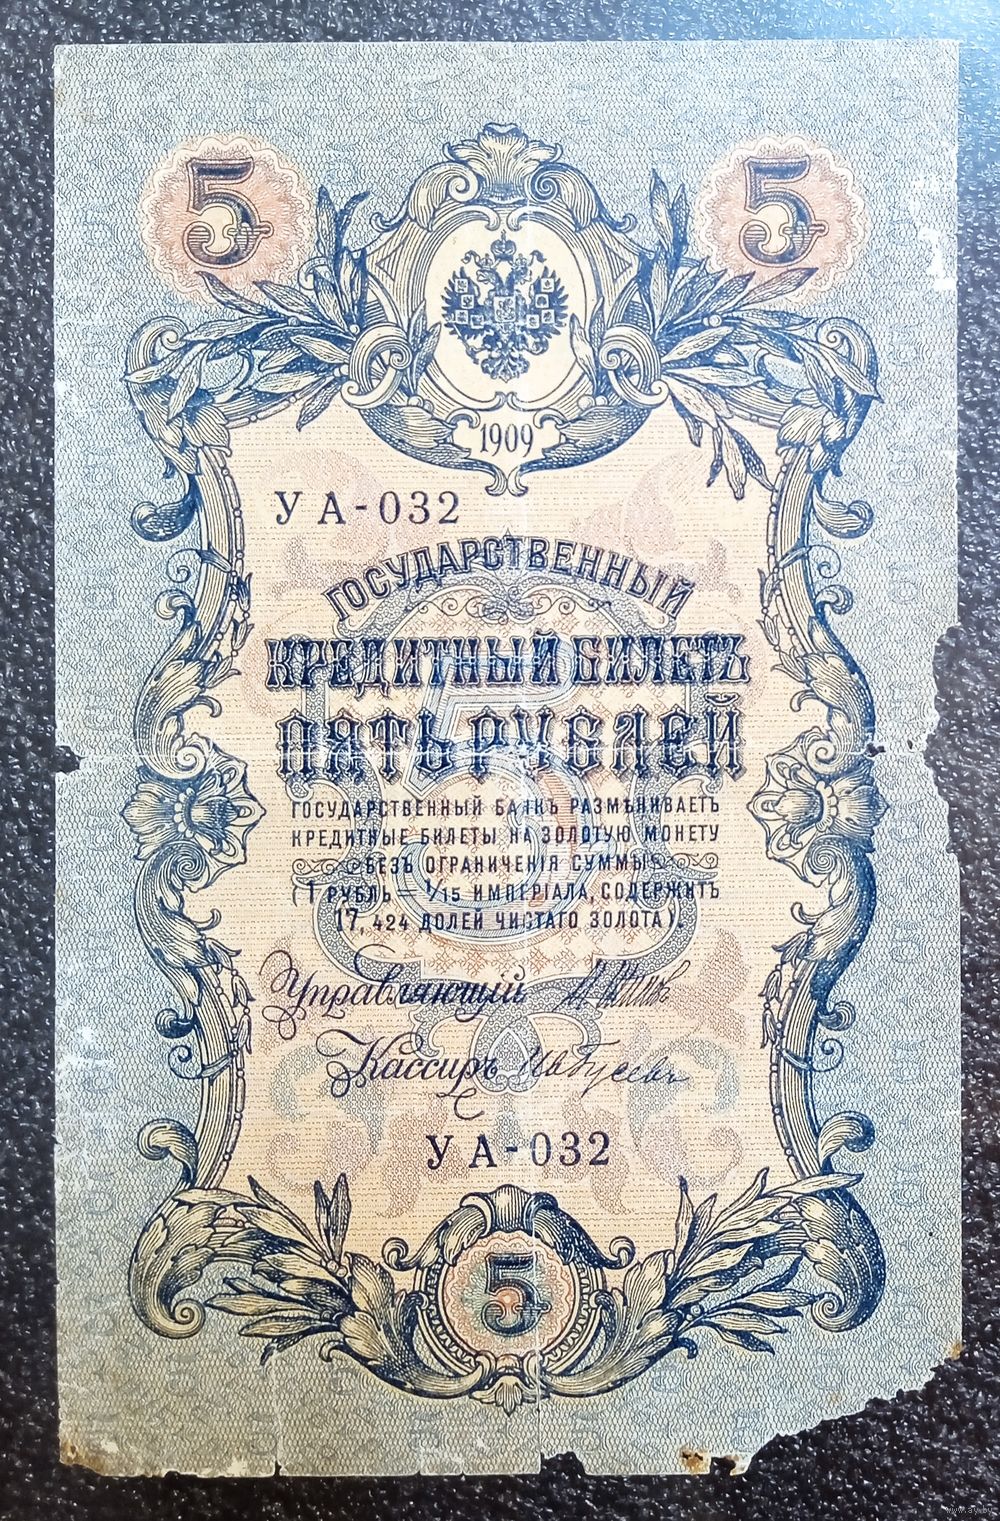 5 5
1909
УА-032
ГОСУДАРСТВЕННЫЙ
КРЕДИТНЫЙ БИЛЕТЪ
ПЯТЬ РУБЛЕЙ
5
ГОСУДАРСТВЕННЫЙ БАНКЪ РАЗМѢНИВАЕТЪ
КРЕДИТНЫЕ БИЛЕТЫ НА ЗОЛОТУЮ МОНЕТУ
БЕЗЪ ОГРАНИЧЕНІЯ СУММЫ
(1 РУБЛЬ = 1/15 ИМПЕРІАЛА, СОДЕРЖИТЪ
17,424 ДОЛЕЙ ЧИСТАГО ЗОЛОТА).
Управляющій
Кассиръ
УА-032
5